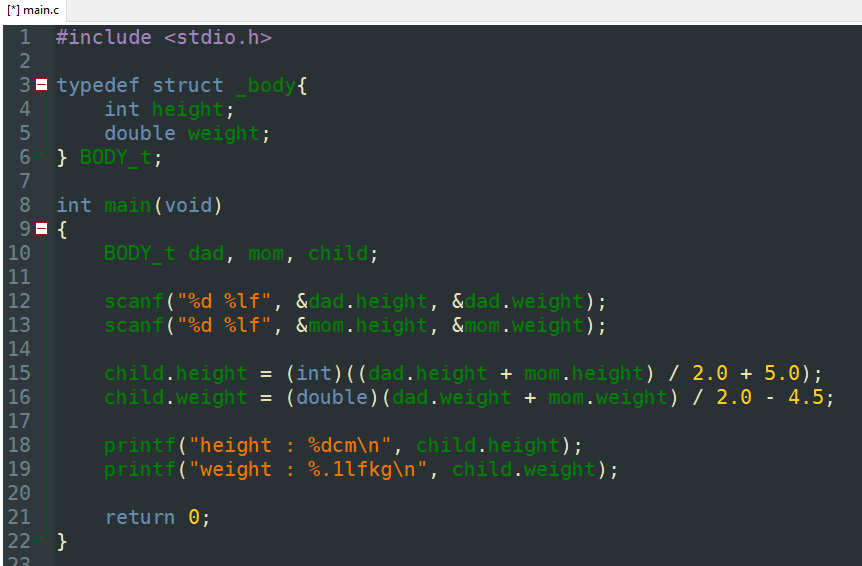 [*] main.c
1 #include <stdio.h>
2
3 typedef struct _body{
4     int height;
5     double weight;
6 } BODY_t;
7
8 int main(void)
9 {
10     BODY_t dad, mom, child;
11
12     scanf("%d %lf", &dad.height, &dad.weight);
13     scanf("%d %lf", &mom.height, &mom.weight);
14
15     child.height = (int)((dad.height + mom.height) / 2.0 + 5.0);
16     child.weight = (double)(dad.weight + mom.weight) / 2.0 - 4.5;
17
18     printf("height : %dcm\n", child.height);
19     printf("weight : %.1lfkg\n", child.weight);
20
21     return 0;
22 }
23